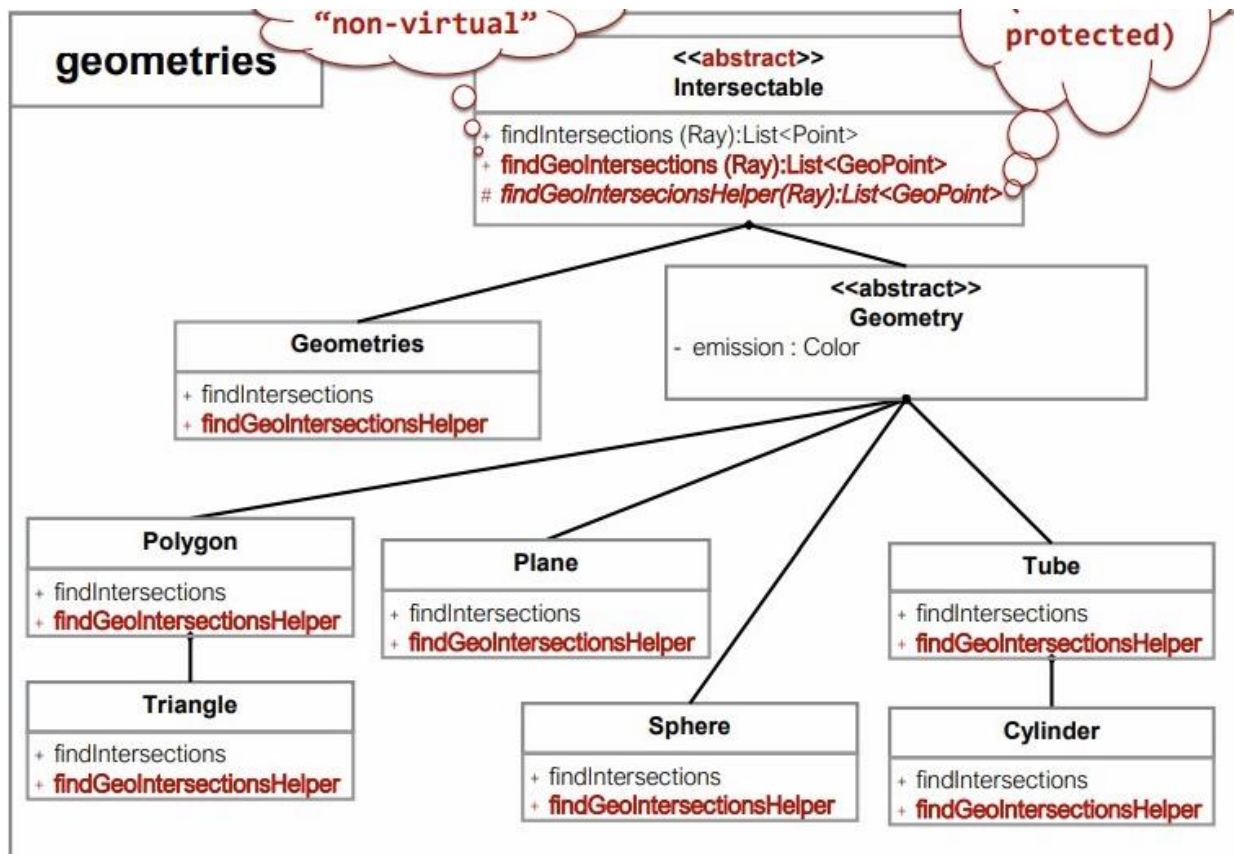 “non-virtual”
protected)
geometries
<<abstract>>
Intersectable
+ findIntersections (Ray):List<Point>
+ findGeoIntersections (Ray):List<GeoPoint>
# findGeoIntersecionsHelper(Ray):List<GeoPoint>
<<abstract>>
Geometry
- emission : Color
Geometries
+ findIntersections
+ findGeoIntersectionsHelper
Polygon
+ findIntersections
+ findGeoIntersectionsHelper
Plane
+ findIntersections
+ findGeoIntersectionsHelper
Tube
+ findIntersections
+ findGeoIntersectionsHelper
Triangle
+ findIntersections
+ findGeoIntersectionsHelper
Sphere
+ findIntersections
+ findGeoIntersectionsHelper
Cylinder
+ findIntersections
+ findGeoIntersectionsHelper